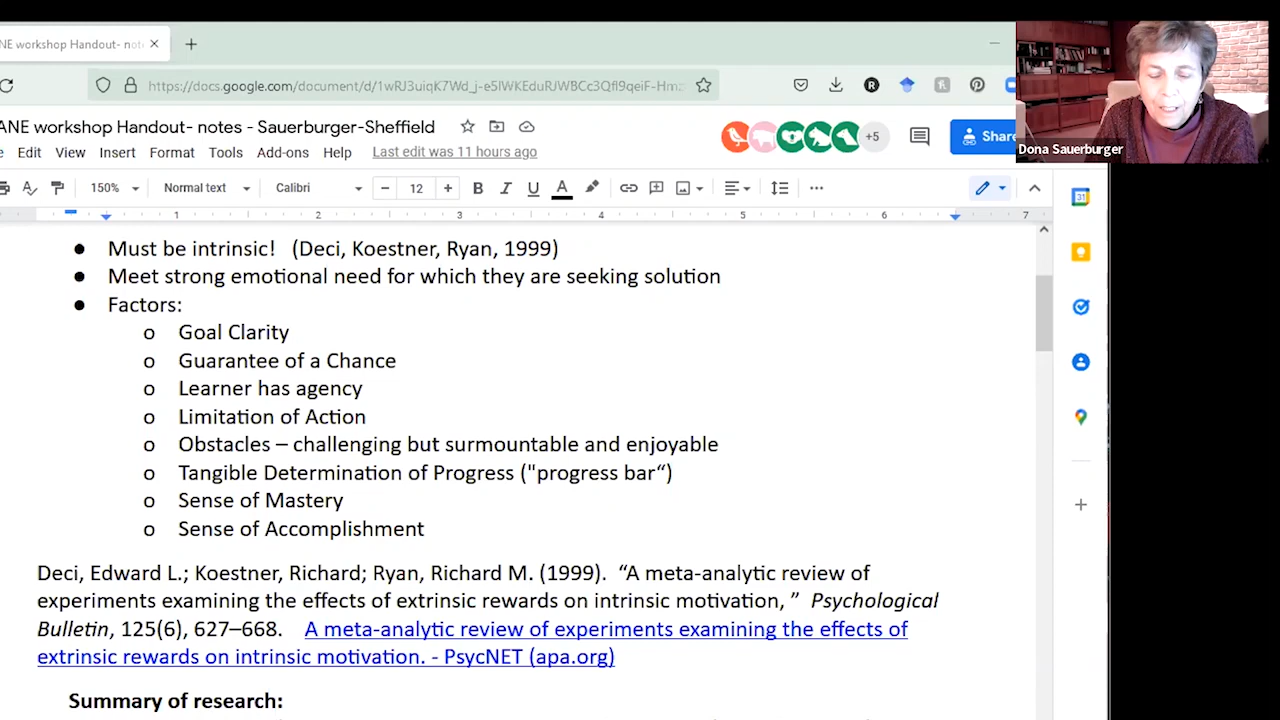 NE workshop Handout- not
https://docs.google.com/document/d/1wRJ3uiqK7Wd_j-e5IWKEduRJWBCc3Qfl9qeiF-Hm
ANE workshop Handout- notes - Sauerburger-Sheffield
+5
Share
Dona Sauerburger
e Edit View Insert Format Tools Add-ons Help Last edit was 11 hours ago
150% Normal text Calibri - 12 + B I U A
31
1 2 3 4 5 6 7
● Must be intrinsic! (Deci, Koestner, Ryan, 1999)
● Meet strong emotional need for which they are seeking solution
● Factors:
o Goal Clarity
o Guarantee of a Chance
o Learner has agency
o Limitation of Action
o Obstacles – challenging but surmountable and enjoyable
o Tangible Determination of Progress ("progress bar“)
o Sense of Mastery
o Sense of Accomplishment
Deci, Edward L.; Koestner, Richard; Ryan, Richard M. (1999). “A meta-analytic review of
experiments examining the effects of extrinsic rewards on intrinsic motivation, ” Psychological
Bulletin, 125(6), 627–668. A meta-analytic review of experiments examining the effects of
extrinsic rewards on intrinsic motivation. - PsycNET (apa.org)
Summary of research: